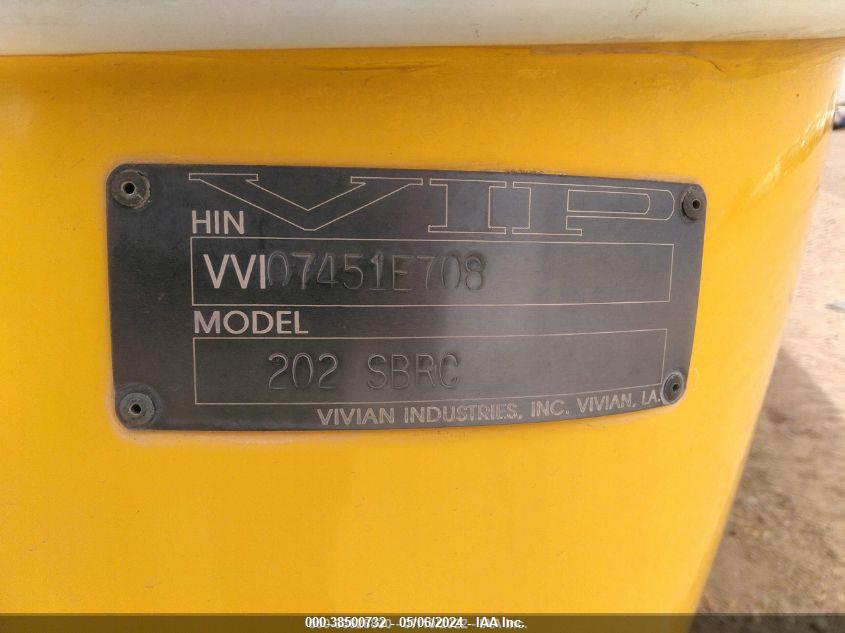 VIP
HIN
VVI07451E708
MODEL
202 SBRC
VIVIAN INDUSTRIES, INC. VIVIAN, LA.
000-38500732 - 05/06/2024 - IAA Inc.